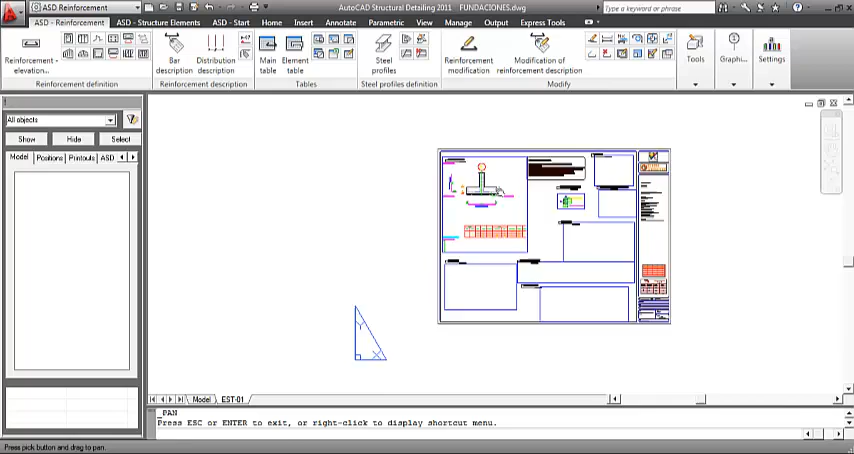 ASD Reinforcement
AutoCAD Structural Detailing 2011 FUNDACIONES.dwg
Type a keyword or phrase
ASD - Reinforcement ASD - Structure Elements ASD - Start Home Insert Annotate Parametric View Manage Output Express Tools
Reinforcement - elevation...
Bar description
Distribution description
Main table
Element table
Steel profiles
Reinforcement modification
Modification of reinforcement description
Tools
Graphi...
Settings
Reinforcement definition
Reinforcement description
Tables
Steel profiles definition
Modify
All objects
Show Hide Select
Model Positions Printouts ASD
Y
X
Model EST-01
_PAN
Press ESC or ENTER to exit, or right-click to display shortcut menu.
Press pick button and drag to pan.